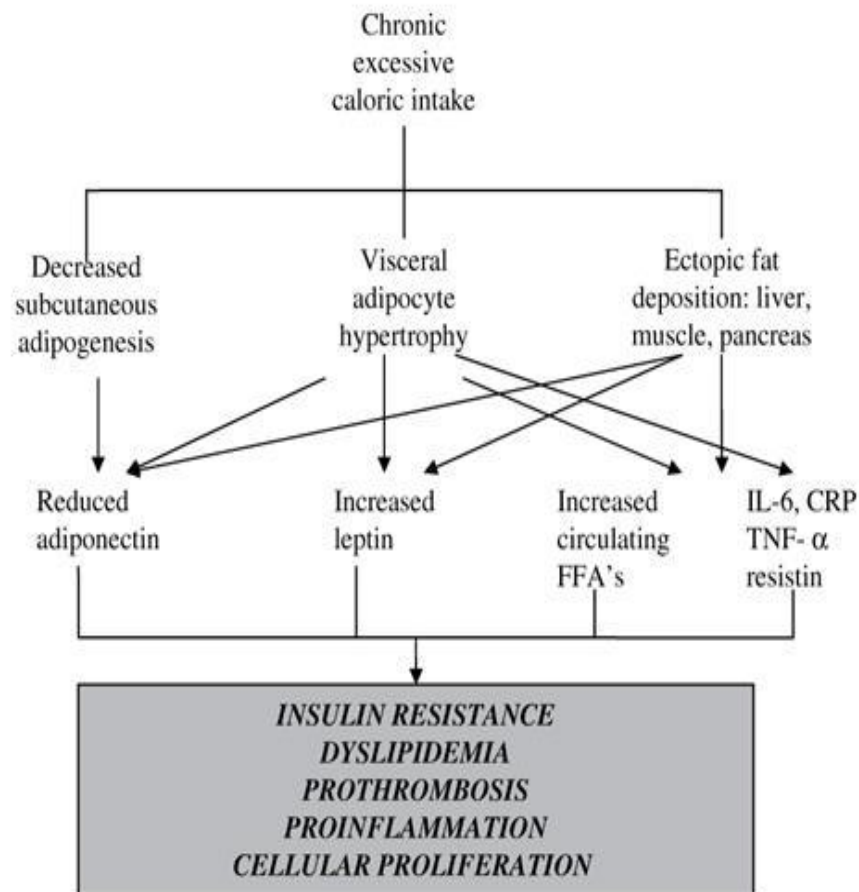 Chronic
excessive
caloric intake
Decreased
subcutaneous
adipogenesis
Visceral
adipocyte
hypertrophy
Ectopic fat
deposition: liver,
muscle, pancreas
Reduced
adiponectin
Increased
leptin
Increased
circulating
FFA's
IL-6, CRP
TNF- α
resistin
INSULIN RESISTANCE
DYSLIPIDEMIA
PROTHROMBOSIS
PROINFLAMMATION
CELLULAR PROLIFERATION